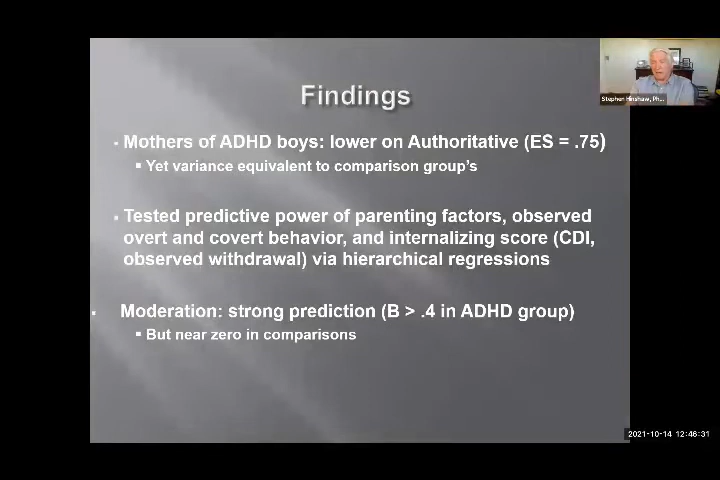 Findings
Stephen Hinshaw, Ph...
▪ Mothers of ADHD boys: lower on Authoritative (ES = .75)
▪ Yet variance equivalent to comparison group's
▪ Tested predictive power of parenting factors, observed
overt and covert behavior, and internalizing score (CDI,
observed withdrawal) via hierarchical regressions
▪ Moderation: strong prediction (B > .4 in ADHD group)
▪ But near zero in comparisons
2021-10-14 12:46:31